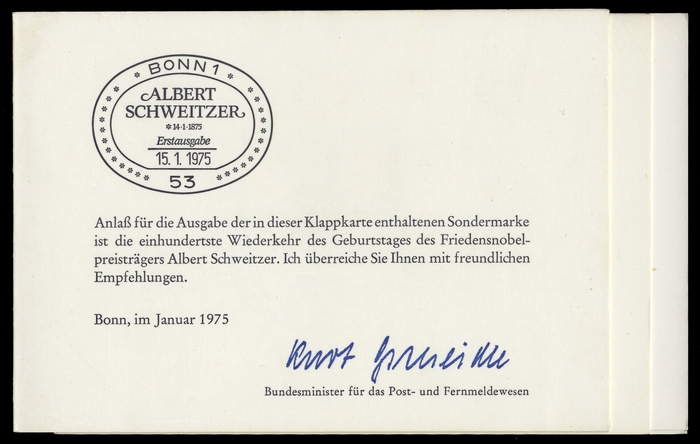 BONN 1
ALBERT
SCHWEITZER
*14·1·1875
Erstausgabe
15. 1. 1975
53
Anlaß für die Ausgabe der in dieser Klappkarte enthaltenen Sondermarke
ist die einhundertste Wiederkehr des Geburtstages des Friedensnobel-
preisträgers Albert Schweitzer. Ich überreiche Sie Ihnen mit freundlichen
Empfehlungen.
Bonn, im Januar 1975
Kurt Gscheidle
Bundesminister für das Post- und Fernmeldewesen